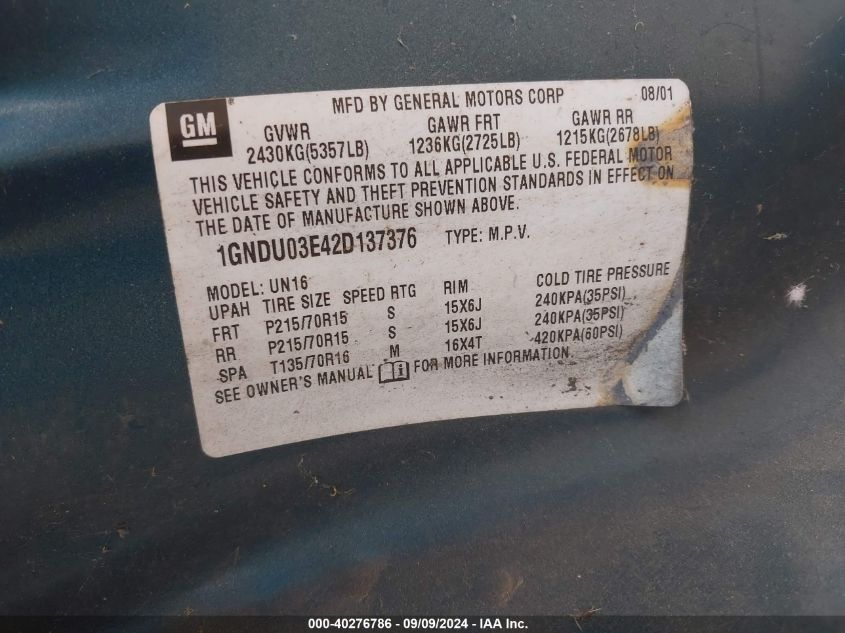 MFD BY GENERAL MOTORS CORP 08/01
GM
GVWR GAWR FRT GAWR RR
2430KG(5357LB) 1236KG(2725LB) 1215KG(2678LB)
THIS VEHICLE CONFORMS TO ALL APPLICABLE U.S. FEDERAL MOTOR
VEHICLE SAFETY AND THEFT PREVENTION STANDARDS IN EFFECT ON
THE DATE OF MANUFACTURE SHOWN ABOVE.
1GNDU03E42D137376 TYPE: M.P.V.
MODEL: UN16
UPAH TIRE SIZE SPEED RTG RIM COLD TIRE PRESSURE
FRT P215/70R15 S 15X6J 240KPA(35PSI)
RR P215/70R15 S 15X6J 240KPA(35PSI)
SPA T135/70R16 M 16X4T 420KPA(60PSI)
SEE OWNER'S MANUAL FOR MORE INFORMATION.
000-40276786 - 09/09/2024 - IAA Inc.